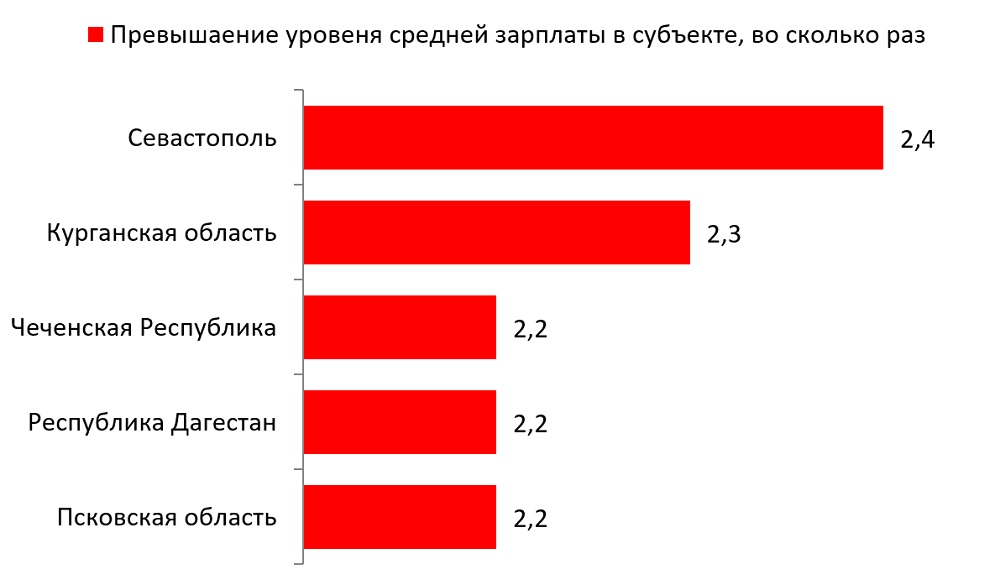 Превышаение уровеня средней зарплаты в субъекте, во сколько раз
Севастополь 2,4
Курганская область 2,3
Чеченская Республика 2,2
Республика Дагестан 2,2
Псковская область 2,2